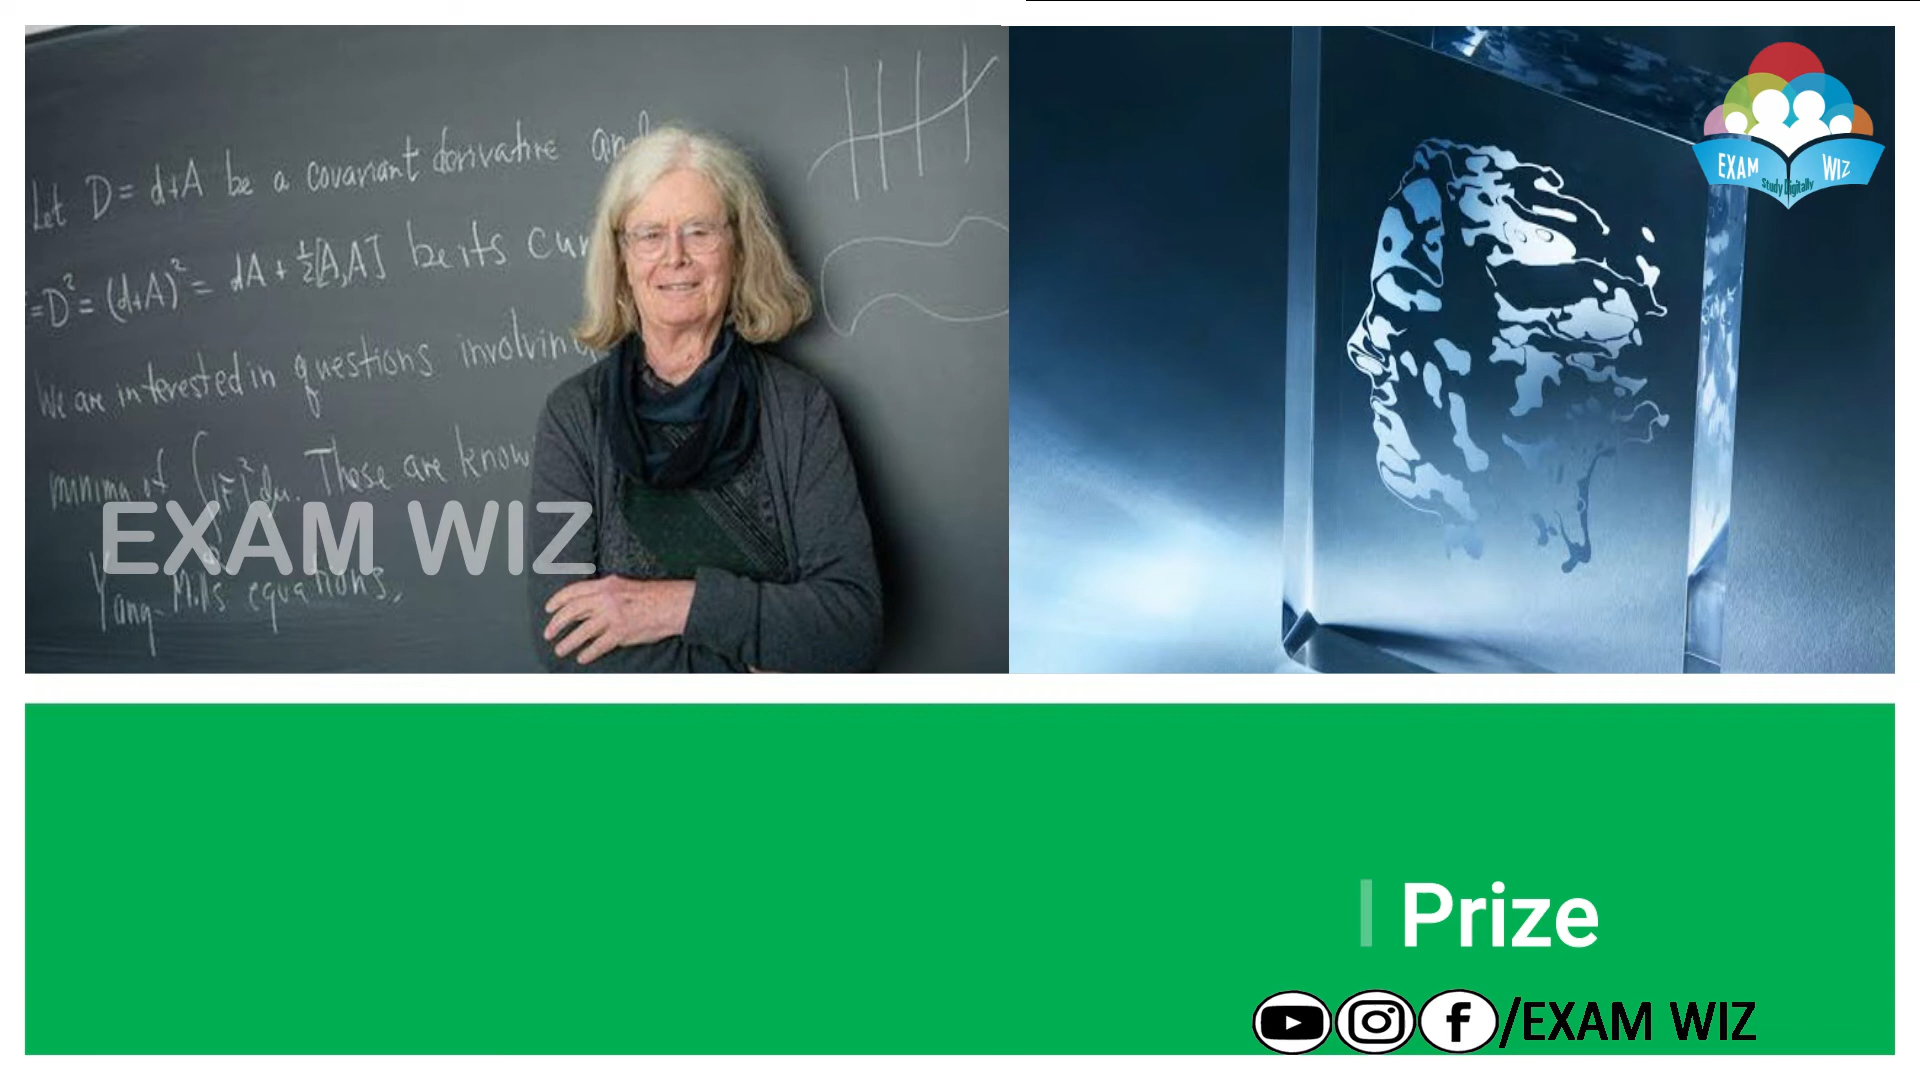 Let D = d+A be a covariant derivative and
=D²= (d+A)² = dA + ½[A,A] be its cur
We are interested in questions involving
minima of ∫|F|²dμ. These are know
Yang-Mills equations.
EXAM WIZ
EXAM WIZ
Study Digitally
Prize
/EXAM WIZ